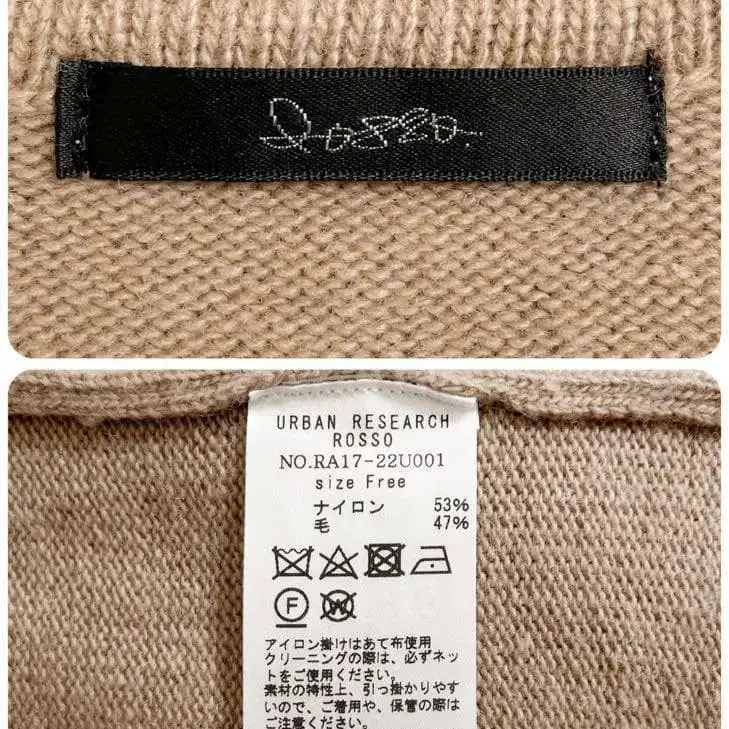 Rosso.
URBAN RESEARCH
ROSSO
NO.RA17-22U001
size Free
ナイロン 53%
毛 47%
F
W
アイロン掛けはあて布使用
クリーニングの際は、必ずネッ
トをご使用ください。
素材の特性上、引っ掛かりやす
いので、ご着用や、保管の際は
ご注意ください。